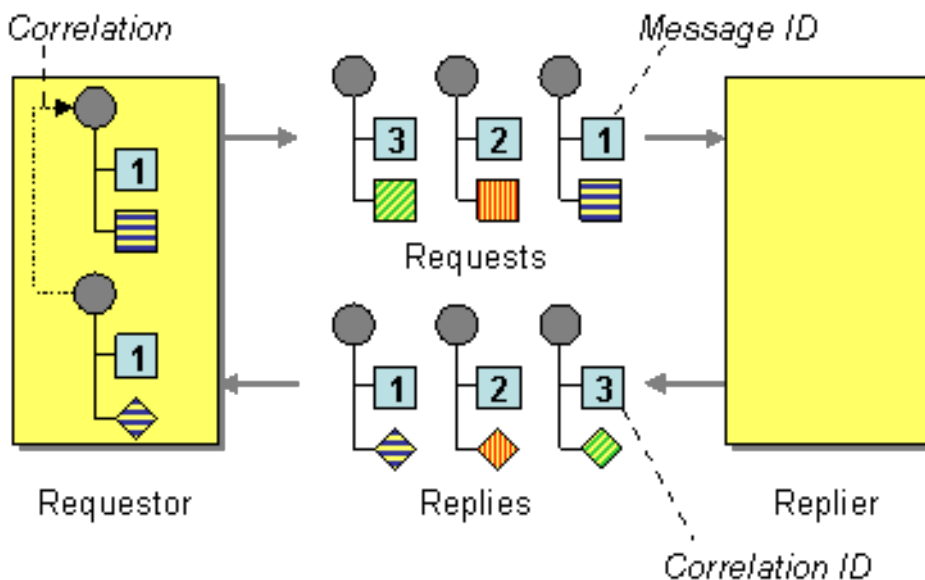 Correlation
Message ID
1
3 2 1
Requests
1
1 2 3
Requestor
Replies
Replier
Correlation ID